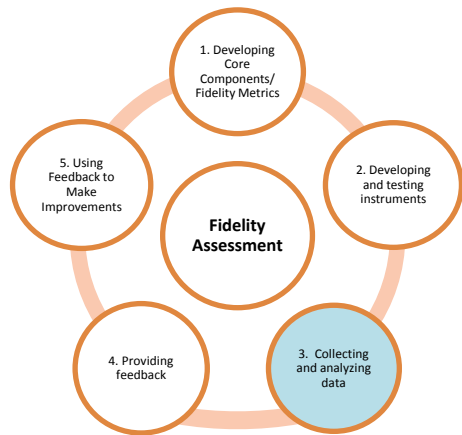 1. Developing
Core
Components/
Fidelity Metrics
2. Developing
and testing
instruments
3. Collecting
and analyzing
data
4. Providing
feedback
5. Using
Feedback to
Make
Improvements
Fidelity
Assessment